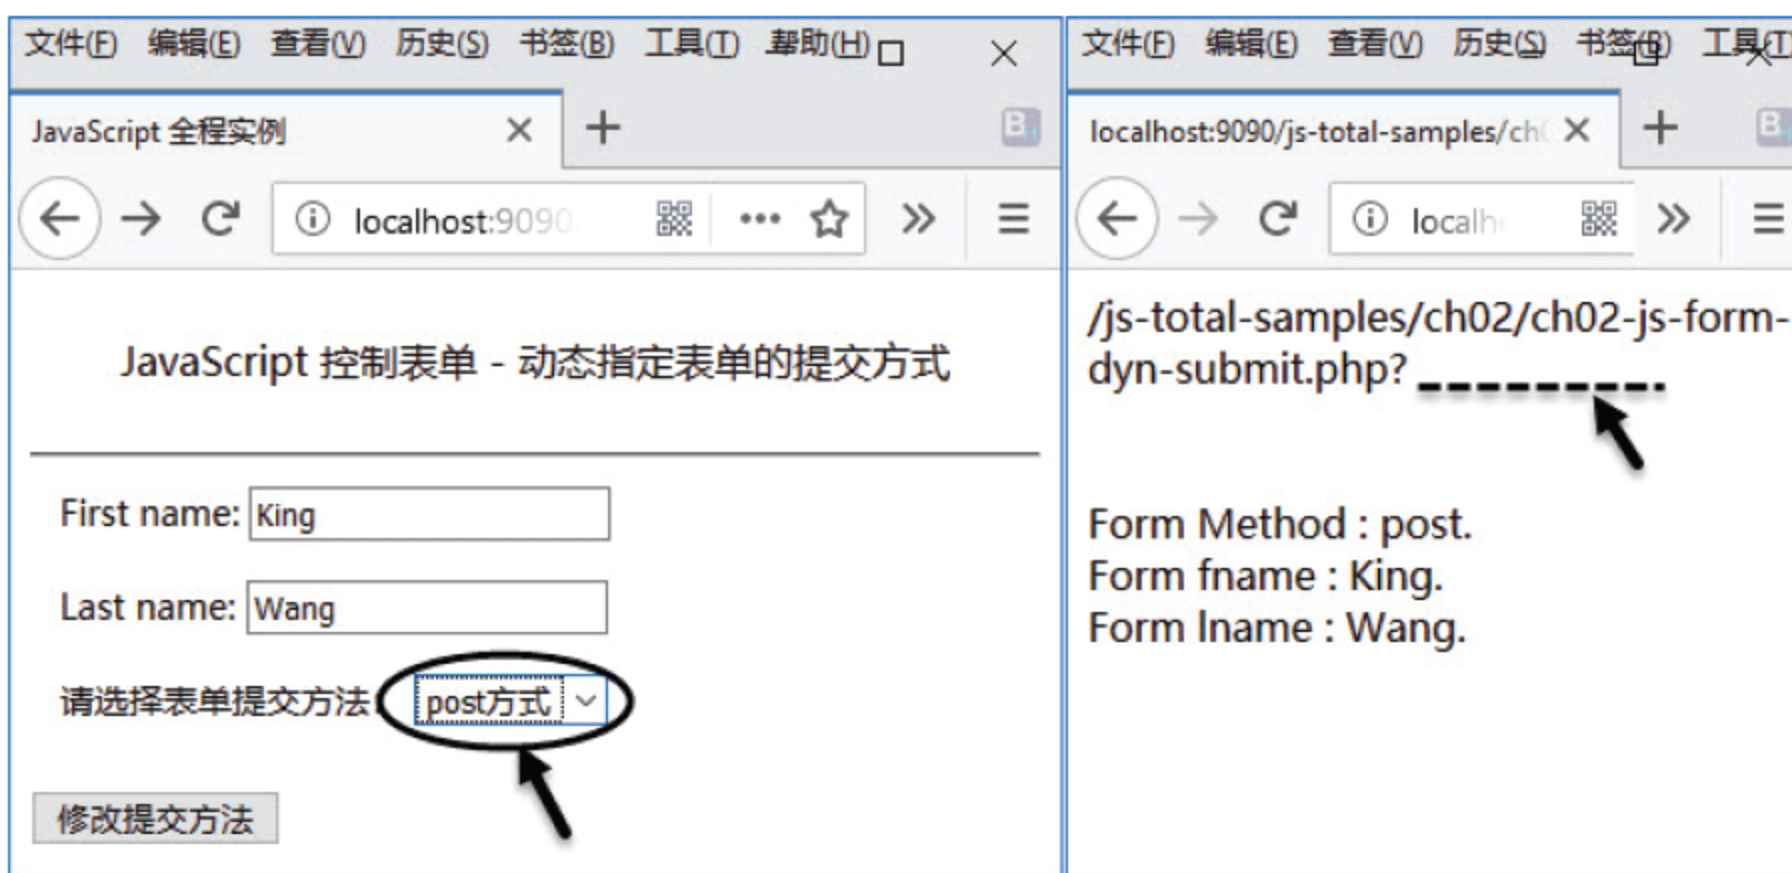 文件(F) 编辑(E) 查看(V) 历史(S) 书签(B) 工具(T) 帮助(H)
JavaScript 全程实例
localhost:9090
JavaScript 控制表单 - 动态指定表单的提交方式
First name: King
Last name: Wang
请选择表单提交方法 post方式
修改提交方法
文件(F) 编辑(E) 查看(V) 历史(S) 书签(B) 工具(T)
localhost:9090/js-total-samples/ch
localh
/js-total-samples/ch02/ch02-js-form-
dyn-submit.php?
Form Method : post.
Form fname : King.
Form lname : Wang.